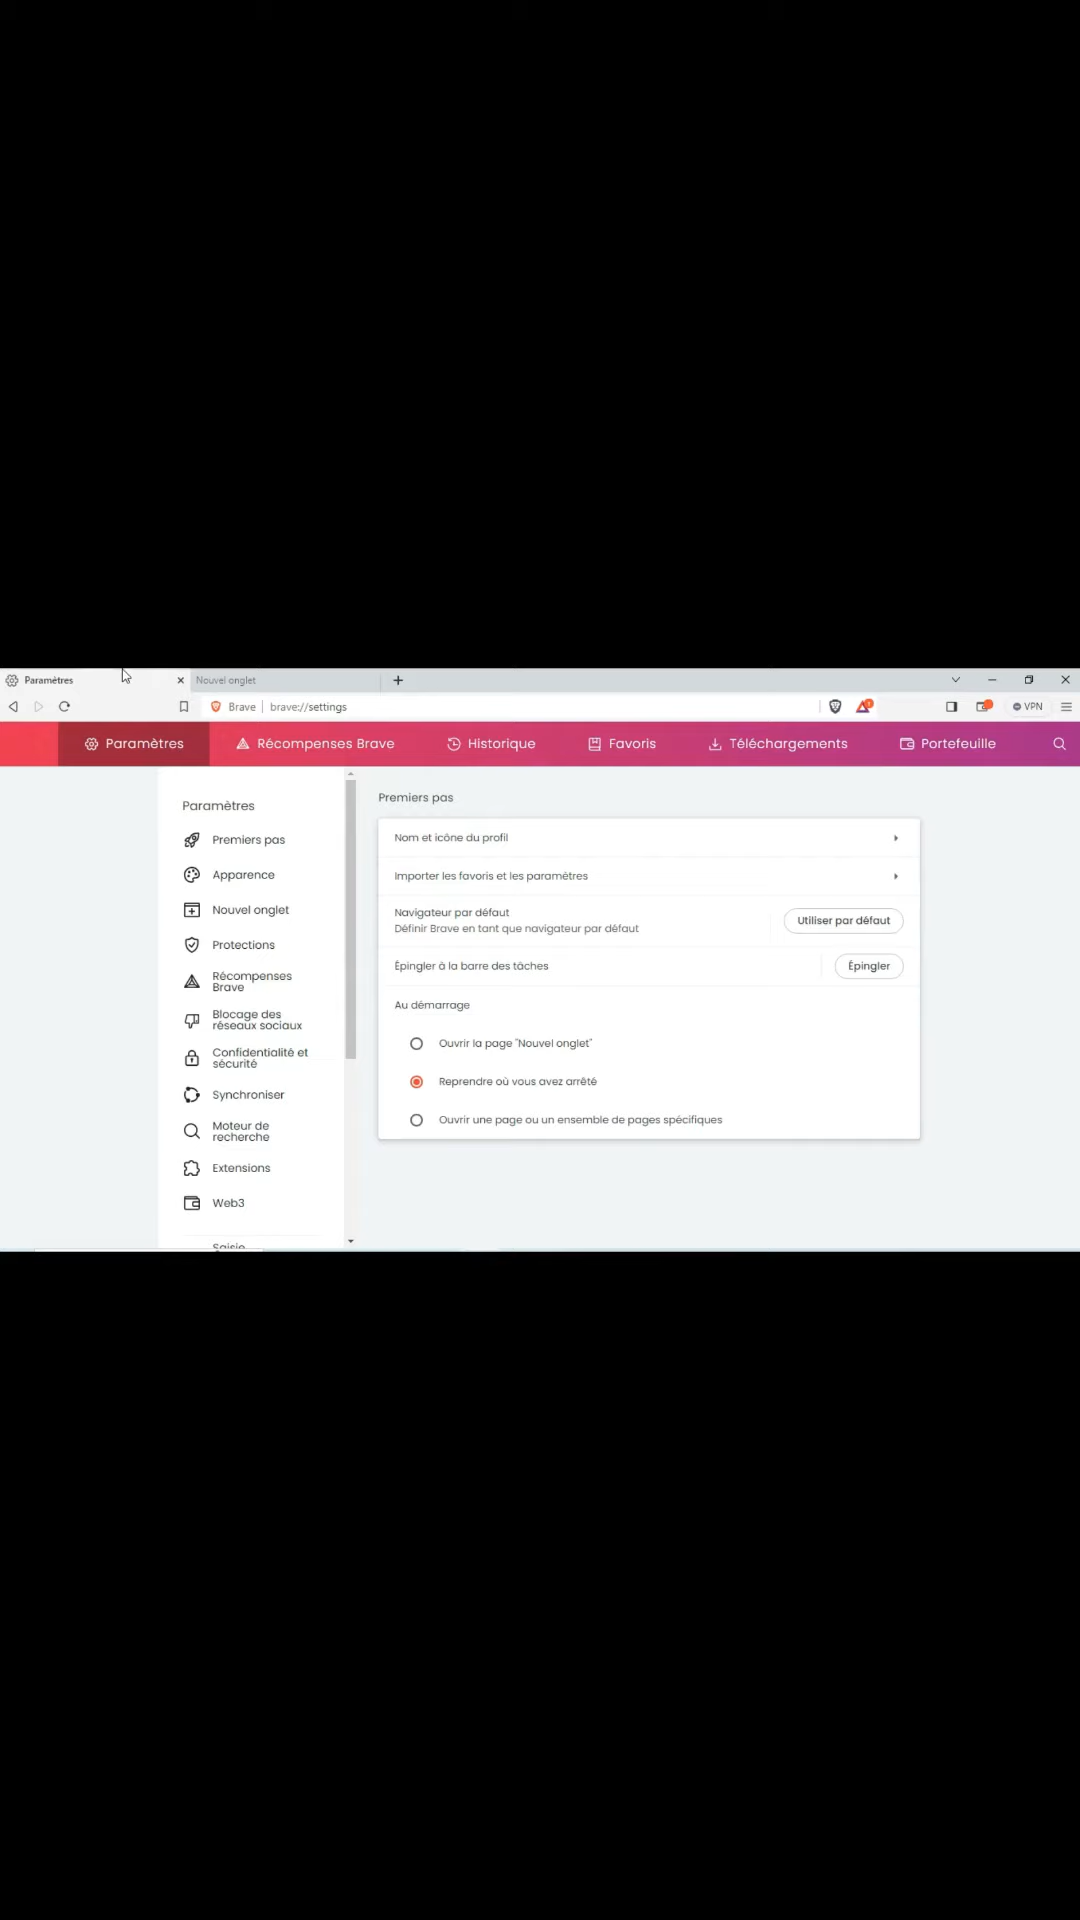 Paramètres
Nouvel onglet
Brave
brave://settings
VPN
Paramètres
Récompenses Brave
Historique
Favoris
Téléchargements
Portefeuille
Paramètres
Premiers pas
Apparence
Nouvel onglet
Protections
Récompenses
Brave
Blocage des
réseaux sociaux
Confidentialité et
sécurité
Synchroniser
Moteur de
recherche
Extensions
Web3
Saisie
Premiers pas
Nom et icône du profil
Importer les favoris et les paramètres
Navigateur par défaut
Définir Brave en tant que navigateur par défaut
Utiliser par défaut
Épingler à la barre des tâches
Épingler
Au démarrage
Ouvrir la page "Nouvel onglet"
Reprendre où vous avez arrêté
Ouvrir une page ou un ensemble de pages spécifiques